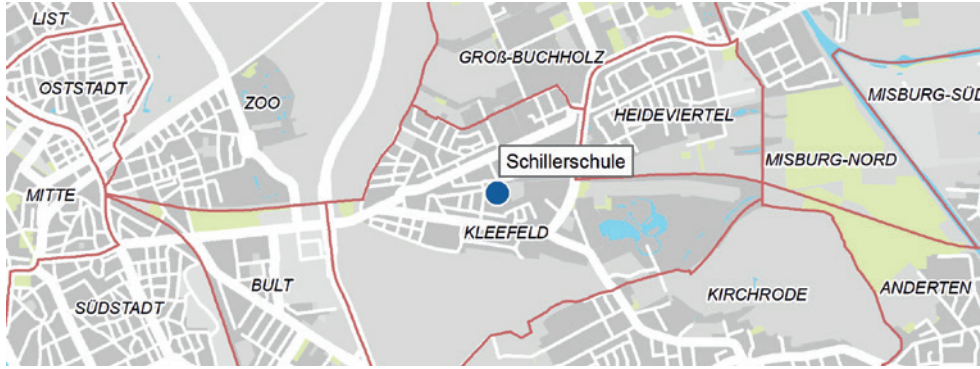 LIST
GROß-BUCHHOLZ
OSTSTADT
ZOO
MISBURG-SÜD
HEIDEVIERTEL
Schillerschule
MISBURG-NORD
MITTE
KLEEFELD
BULT
ANDERTEN
KIRCHRODE
SÜDSTADT